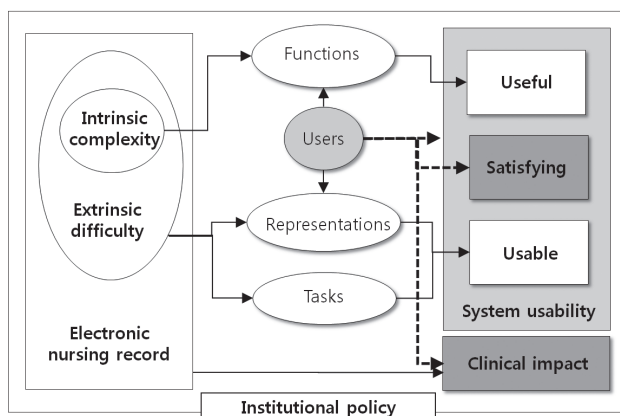 Functions
Useful
Intrinsic
complexity
Users
Satisfying
Extrinsic
difficulty
Representations
Usable
Tasks
System usability
Electronic
nursing record
Clinical impact
Institutional policy